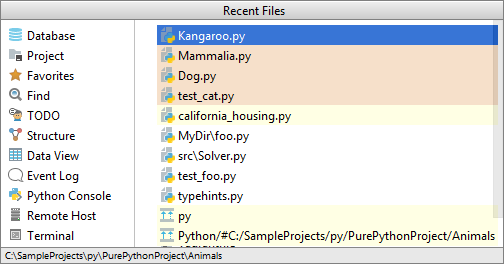 Recent Files
Database
Project
Favorites
Find
TODO
Structure
Data View
Event Log
Python Console
Remote Host
Terminal
Kangaroo.py
Mammalia.py
Dog.py
test_cat.py
california_housing.py
MyDir\foo.py
src\Solver.py
test_foo.py
typehints.py
py
Python/#C:/SampleProjects/py/PurePythonProject/Animals
C:\SampleProjects\py\PurePythonProject\Animals